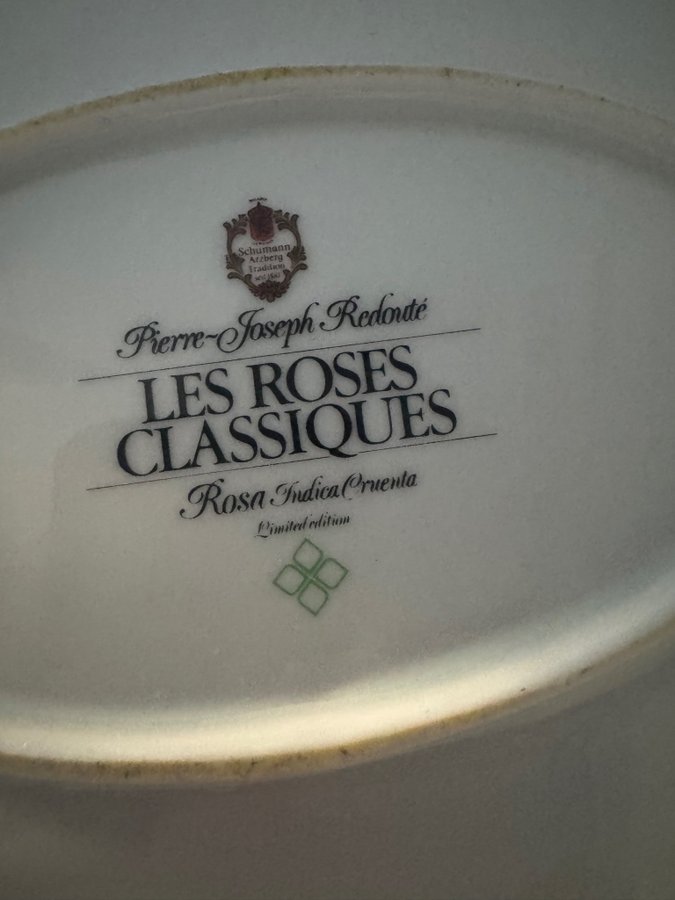 Schumann
Arzberg
Tradition
Pierre-Joseph Redouté
LES ROSES
CLASSIQUES
Rosa Indica Cruenta
Limited edition